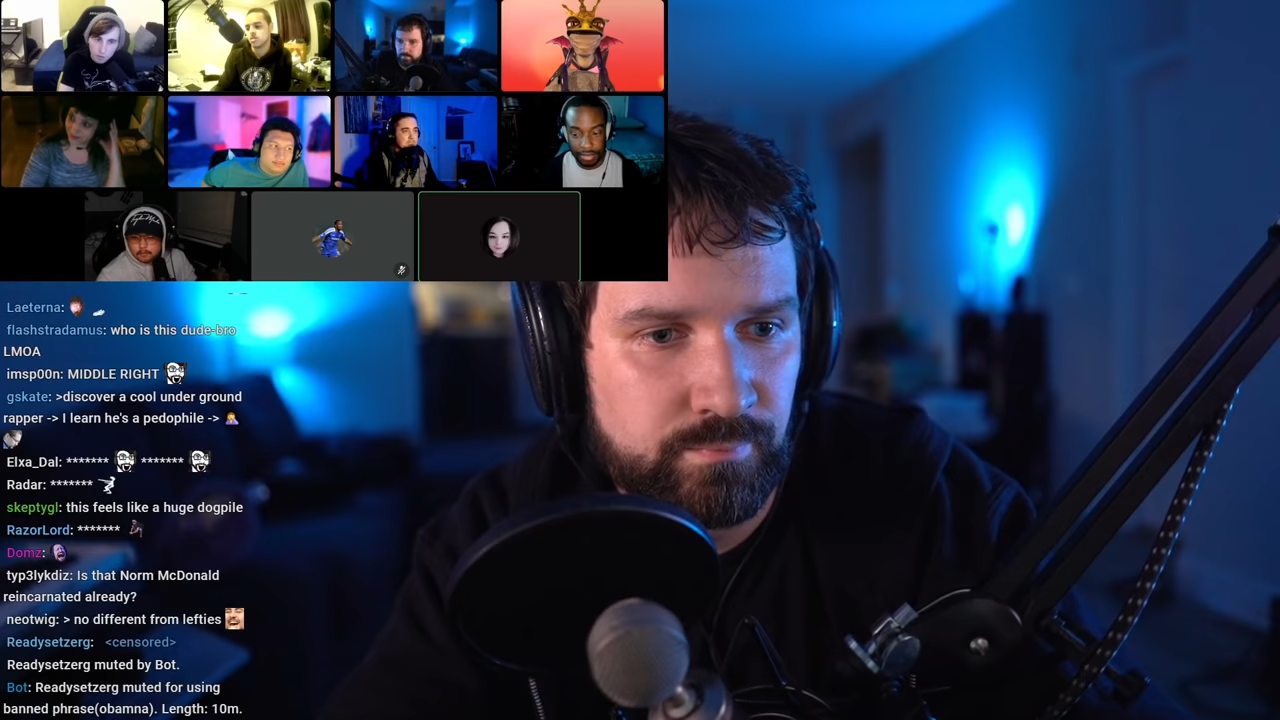 Laeterna:
flashstradamus: who is this dude-bro
LMOA
imsp00n: MIDDLE RIGHT
gskate: >discover a cool under ground
rapper -> I learn he's a pedophile ->
Elxa_Dal: ******* *******
Radar: *******
skeptygl: this feels like a huge dogpile
RazorLord: *******
Domz:
typ3lykdiz: Is that Norm McDonald
reincarnated already?
neotwig: > no different from lefties
Readysetzerg: <censored>
Readysetzerg muted by Bot.
Bot: Readysetzerg muted for using
banned phrase(obamna). Length: 10m.